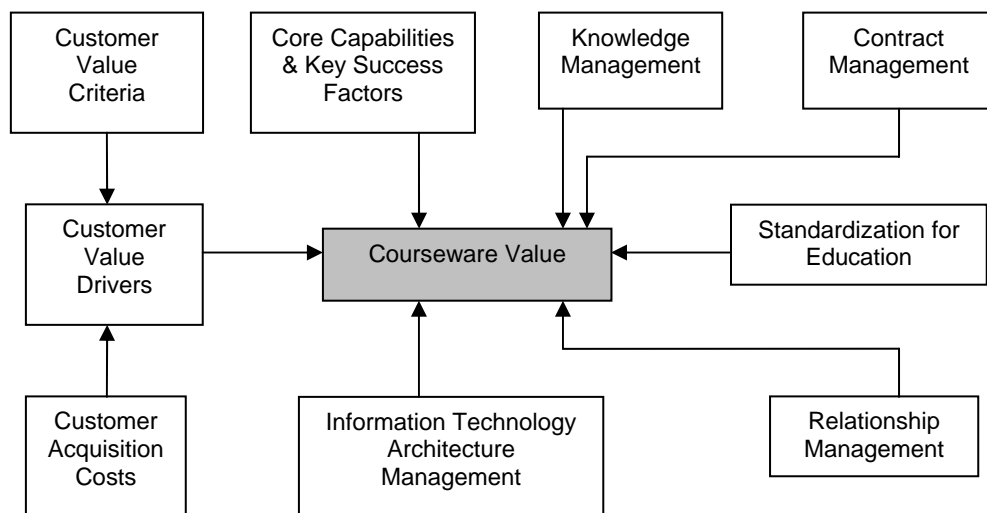 Customer
Value
Criteria
Core Capabilities
& Key Success
Factors
Knowledge
Management
Contract
Management
Customer
Value
Drivers
Courseware Value
Standardization for
Education
Customer
Acquisition
Costs
Information Technology
Architecture
Management
Relationship
Management